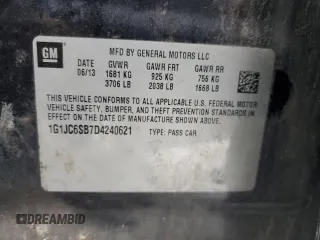 GM
MFD BY GENERAL MOTORS LLC
DATE GVWR GAWR FRT GAWR RR
06/13 1681 KG 925 KG 756 KG
3706 LB 2038 LB 1668 LB
THIS VEHICLE CONFORMS TO ALL APPLICABLE U.S. FEDERAL MOTOR
VEHICLE SAFETY, BUMPER, AND THEFT PREVENTION STANDARDS IN
EFFECT ON THE DATE OF MANUFACTURE SHOWN ABOVE.
1G1JC6SB7D4240621 TYPE: PASS CAR
autobidmaster